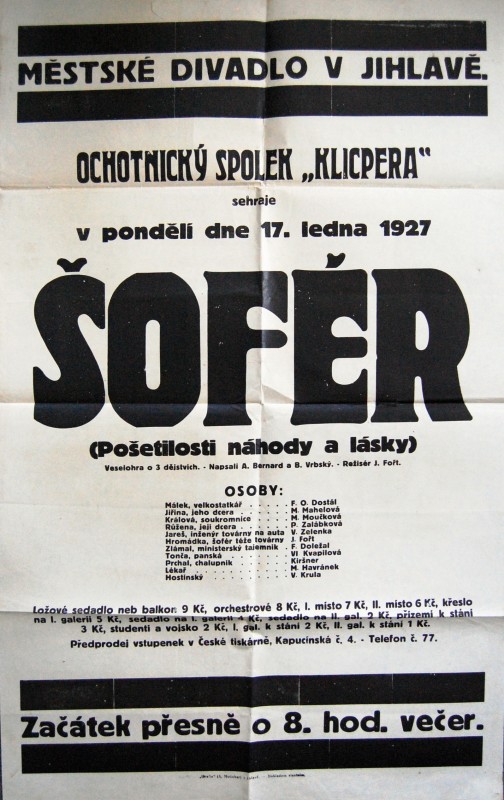 MĚSTSKÉ DIVADLO V JIHLAVĚ.
OCHOTNICKÝ SPOLEK „KLICPERA“
sehraje
v pondělí dne 17. ledna 1927
ŠOFÉR
(Pošetilosti náhody a lásky)
Veselohra o 3 dějstvích. - Napsali A. Bernard a B. Vrbský. - Režisér J. Fořt.
OSOBY:
Málek, velkostatkář . . . . . . F. O. Dostál
Jiřina, jeho dcera . . . . . . M. Mahelová
Králová, soukromnice . . . . . M. Moučková
Růžena, její dcera . . . . . . P. Zalábková
Jareš, inženýr továrny na auta V. Zelenka
Hromádka, šofér téže továrny J. Fořt
Zlámal, ministerský tajemník . F. Doležal
Tonča, panská . . . . . . . Vl Kvapilová
Prchal, chalupník . . . . . . Kiršner
Lékař . . . . . . . . . M. Havránek
Hostinský . . . . . . . . V. Krula
Ložové sedadlo neb balkon 9 Kč, orchestrové 8 Kč, I. místo 7 Kč, II. místo 6 Kč, křeslo
na I. galerii 5 Kč, sedadlo na I. galerii 4 Kč, sedadlo na II. gal. 2 Kč, přízemí k stání
3 Kč, studenti a vojsko 2 Kč, I. gal. k stání 2 Kč, II. gal. k stání 1 Kč.
Předprodej vstupenek v České tiskárně, Kapucínská č. 4. - Telefon č. 77.
Začátek přesně o 8. hod. večer.